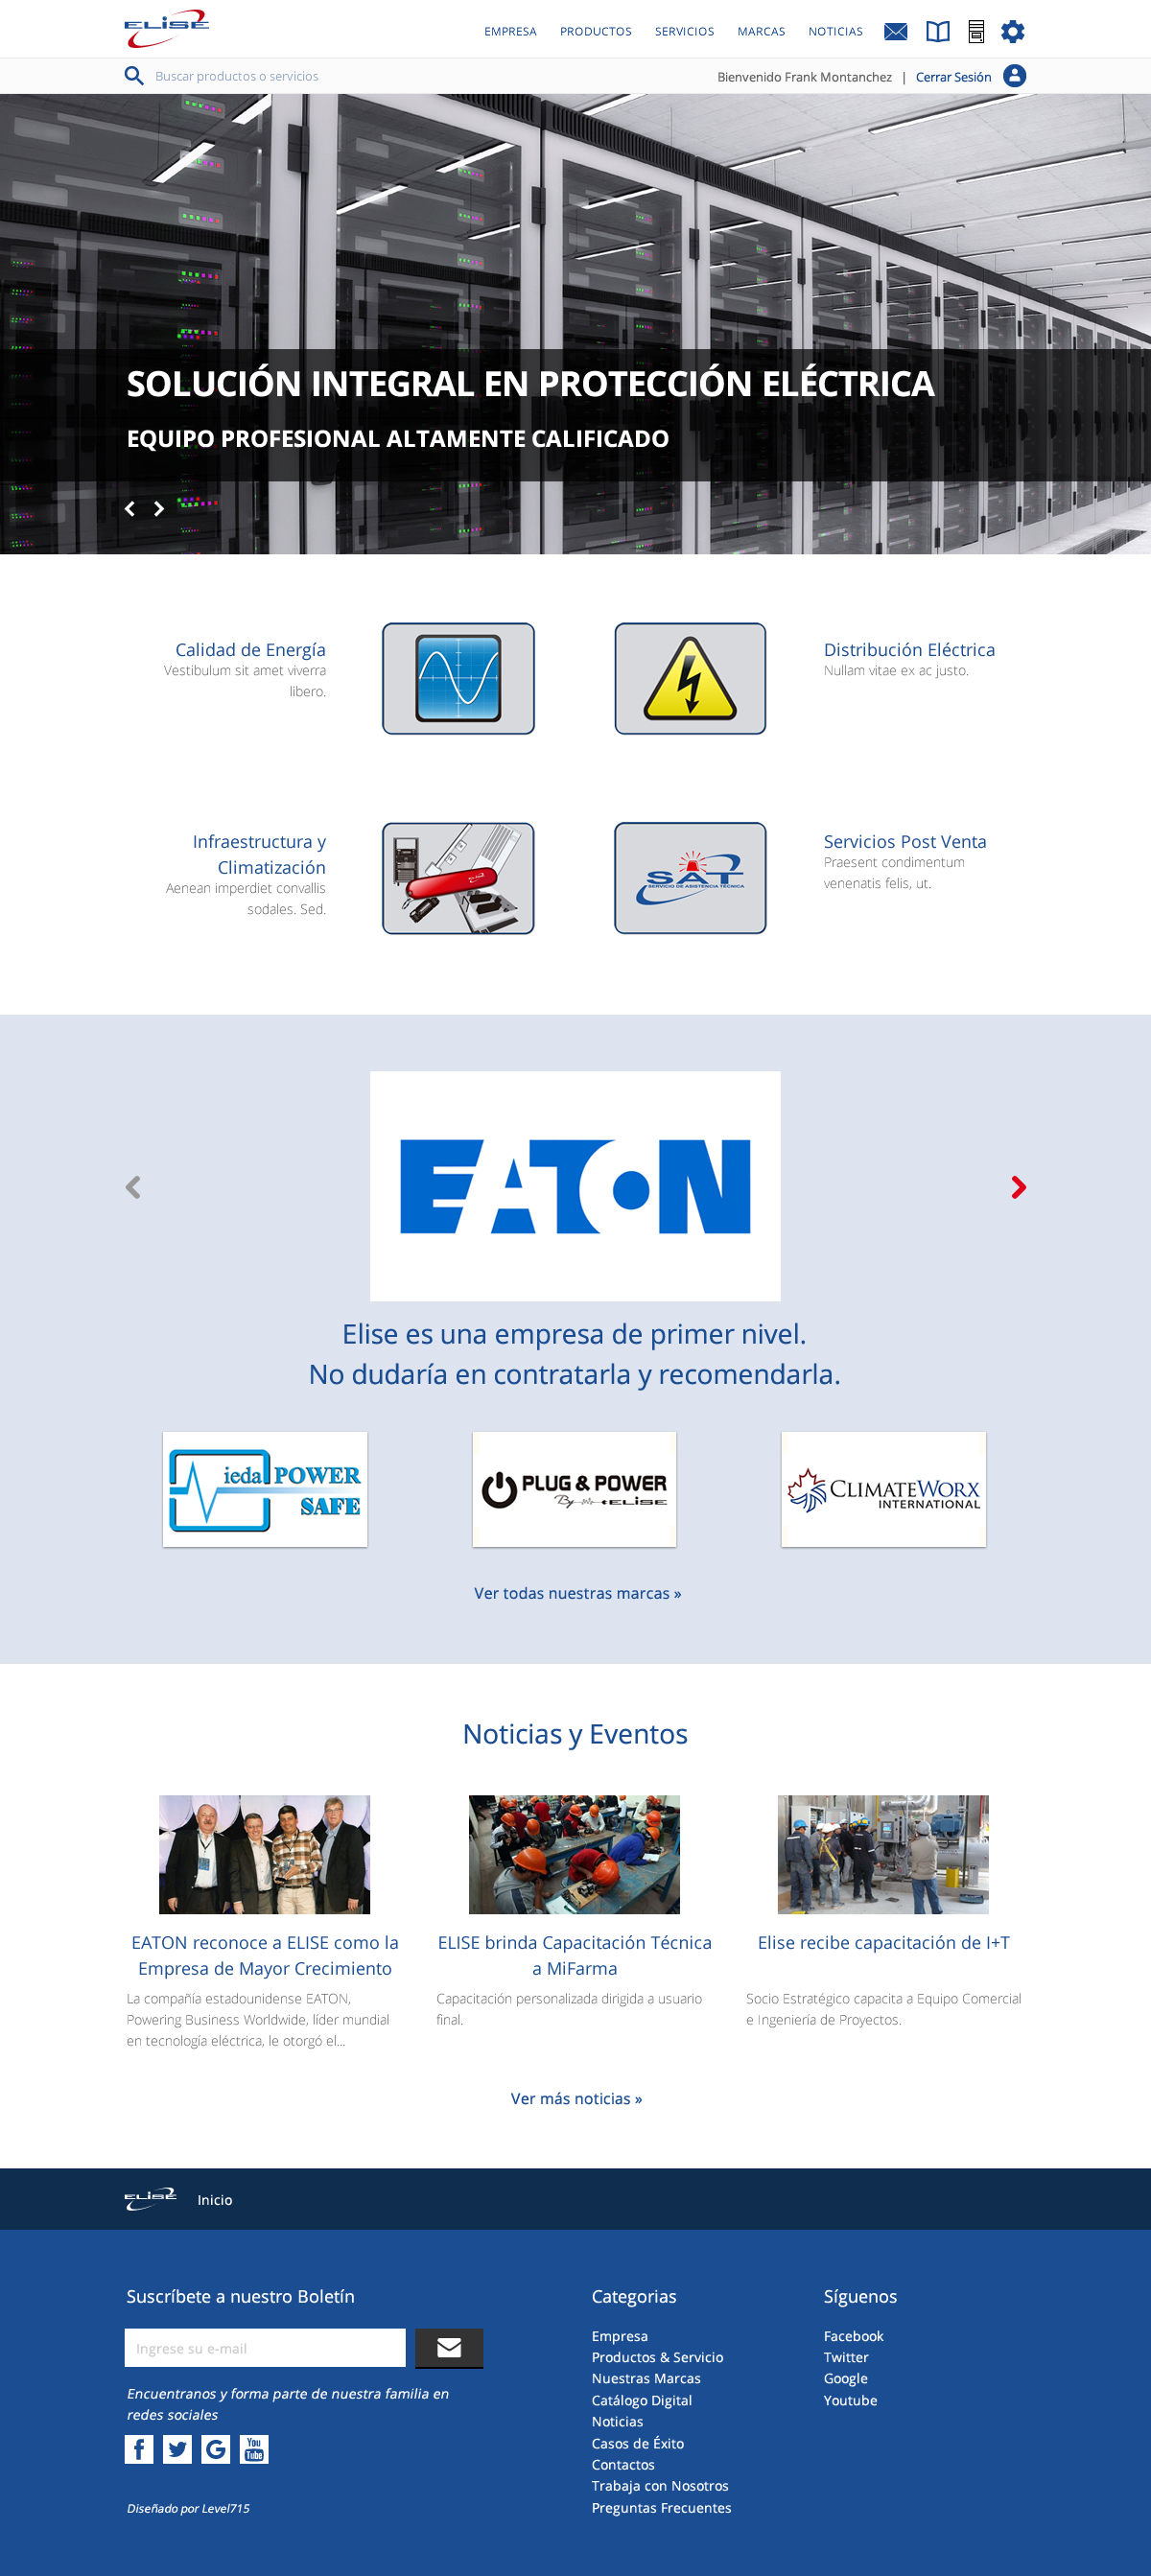 ELISE
EMPRESA PRODUCTOS SERVICIOS MARCAS NOTICIAS
Buscar productos o servicios
Bienvenido Frank Montanchez | Cerrar Sesión
SOLUCIÓN INTEGRAL EN PROTECCIÓN ELÉCTRICA
EQUIPO PROFESIONAL ALTAMENTE CALIFICADO
Calidad de Energía
Vestibulum sit amet viverra
libero.
Distribución Eléctrica
Nullam vitae ex ac justo.
Infraestructura y
Climatización
Aenean imperdiet convallis
sodales. Sed.
SAT
SERVICIO DE ASISTENCIA TÉCNICA
Servicios Post Venta
Praesent condimentum
venenatis felis, ut.
EATON
Elise es una empresa de primer nivel.
No dudaría en contratarla y recomendarla.
ieda POWER
SAFE
PLUG & POWER
By ELISE
CLIMATEWORX
INTERNATIONAL
Ver todas nuestras marcas »
Noticias y Eventos
EATON reconoce a ELISE como la
Empresa de Mayor Crecimiento
La compañía estadounidense EATON,
Powering Business Worldwide, líder mundial
en tecnología eléctrica, le otorgó el...
ELISE brinda Capacitación Técnica
a MiFarma
Capacitación personalizada dirigida a usuario
final.
Elise recibe capacitación de I+T
Socio Estratégico capacita a Equipo Comercial
e Ingeniería de Proyectos.
Ver más noticias »
ELISE
Inicio
Suscríbete a nuestro Boletín
Ingrese su e-mail
Encuentranos y forma parte de nuestra familia en
redes sociales
f G You Tube
Diseñado por Level715
Categorias
Empresa
Productos & Servicio
Nuestras Marcas
Catálogo Digital
Noticias
Casos de Éxito
Contactos
Trabaja con Nosotros
Preguntas Frecuentes
Síguenos
Facebook
Twitter
Google
Youtube